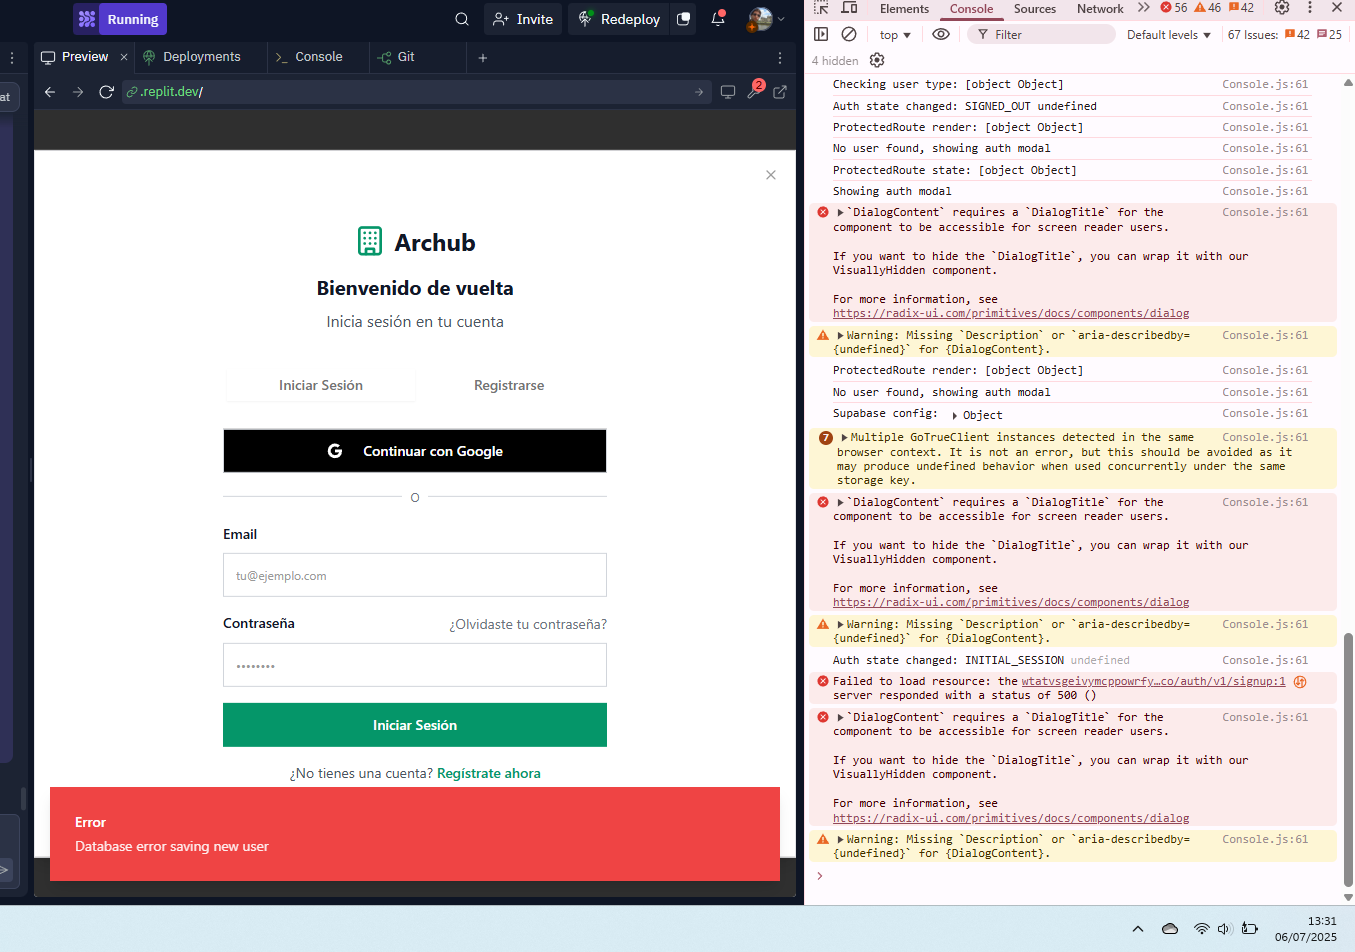 Running
Invite
Redeploy
Preview
Deployments
Console
Git
at
.replit.dev/
2
Archub
Bienvenido de vuelta
Inicia sesión en tu cuenta
Iniciar Sesión
Registrarse
G Continuar con Google
O
Email
tu@ejemplo.com
Contraseña
¿Olvidaste tu contraseña?
••••••••
Iniciar Sesión
¿No tienes una cuenta? Regístrate ahora
Error
Database error saving new user
Elements
Console
Sources
Network
56
46
42
top
Filter
Default levels
67 Issues:
42
25
4 hidden
Checking user type: [object Object] Console.js:61
Auth state changed: SIGNED_OUT undefined Console.js:61
ProtectedRoute render: [object Object] Console.js:61
No user found, showing auth modal Console.js:61
ProtectedRoute state: [object Object] Console.js:61
Showing auth modal Console.js:61
`DialogContent` requires a `DialogTitle` for the Console.js:61
component to be accessible for screen reader users.
If you want to hide the `DialogTitle`, you can wrap it with our
VisuallyHidden component.
For more information, see
https://radix-ui.com/primitives/docs/components/dialog
Warning: Missing `Description` or `aria-describedby= Console.js:61
{undefined}` for {DialogContent}.
ProtectedRoute render: [object Object] Console.js:61
No user found, showing auth modal Console.js:61
Supabase config: Object Console.js:61
7 Multiple GoTrueClient instances detected in the same Console.js:61
browser context. It is not an error, but this should be avoided as it
may produce undefined behavior when used concurrently under the same
storage key.
`DialogContent` requires a `DialogTitle` for the Console.js:61
component to be accessible for screen reader users.
If you want to hide the `DialogTitle`, you can wrap it with our
VisuallyHidden component.
For more information, see
https://radix-ui.com/primitives/docs/components/dialog
Warning: Missing `Description` or `aria-describedby= Console.js:61
{undefined}` for {DialogContent}.
Auth state changed: INITIAL_SESSION undefined Console.js:61
Failed to load resource: the wtatvsgeivymcppowrfy…co/auth/v1/signup:1
server responded with a status of 500 ()
`DialogContent` requires a `DialogTitle` for the Console.js:61
component to be accessible for screen reader users.
If you want to hide the `DialogTitle`, you can wrap it with our
VisuallyHidden component.
For more information, see
https://radix-ui.com/primitives/docs/components/dialog
Warning: Missing `Description` or `aria-describedby= Console.js:61
{undefined}` for {DialogContent}.
13:31
06/07/2025